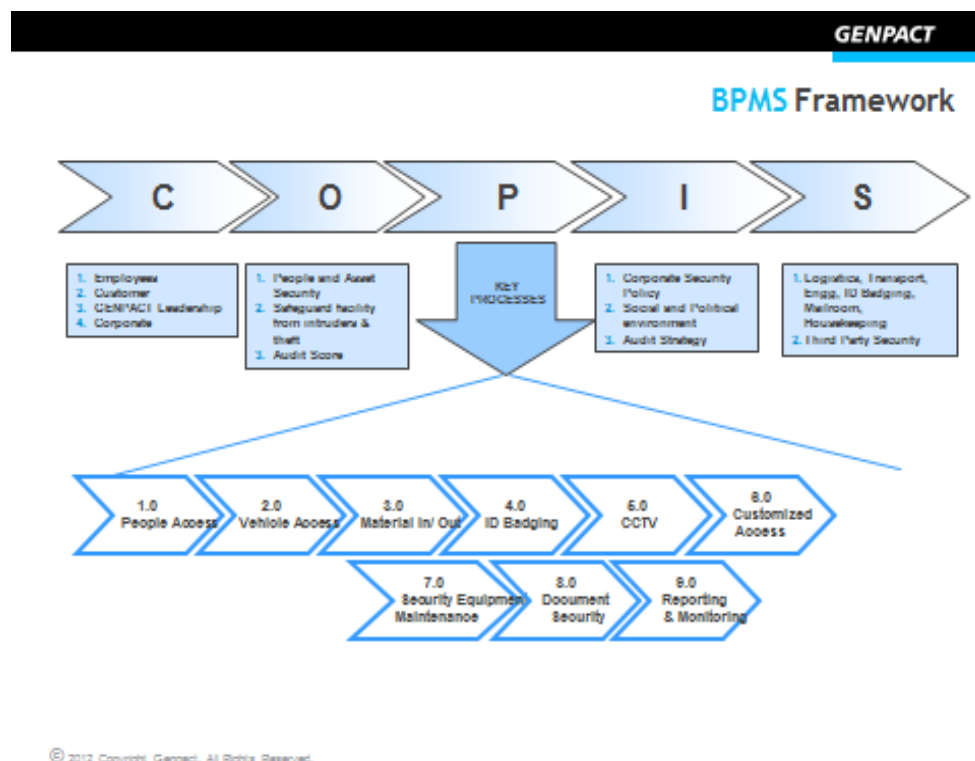 GENPACT
BPMS Framework
C
O
P
I
S
1. Employees
2. Customer
3. GENPACT Leadership
4. Corporate
1. People and Asset
Security
2. Safeguard facility
from intruders &
theft
3. Audit Score
KEY
PROCESSES
1. Corporate Security
Policy
2. Social and Political
environment
3. Audit Strategy
1. Logistics, Transport,
Engg, ID Badging,
Mailroom,
Housekeeping
2. Third Party Security
1.0
People Access
2.0
Vehicle Access
3.0
Material In/ Out
4.0
ID Badging
5.0
CCTV
6.0
Customized
Access
7.0
Security Equipment
Maintenance
8.0
Document
Security
9.0
Reporting
& Monitoring
© 2012 Copyright Genpact. All Rights Reserved.